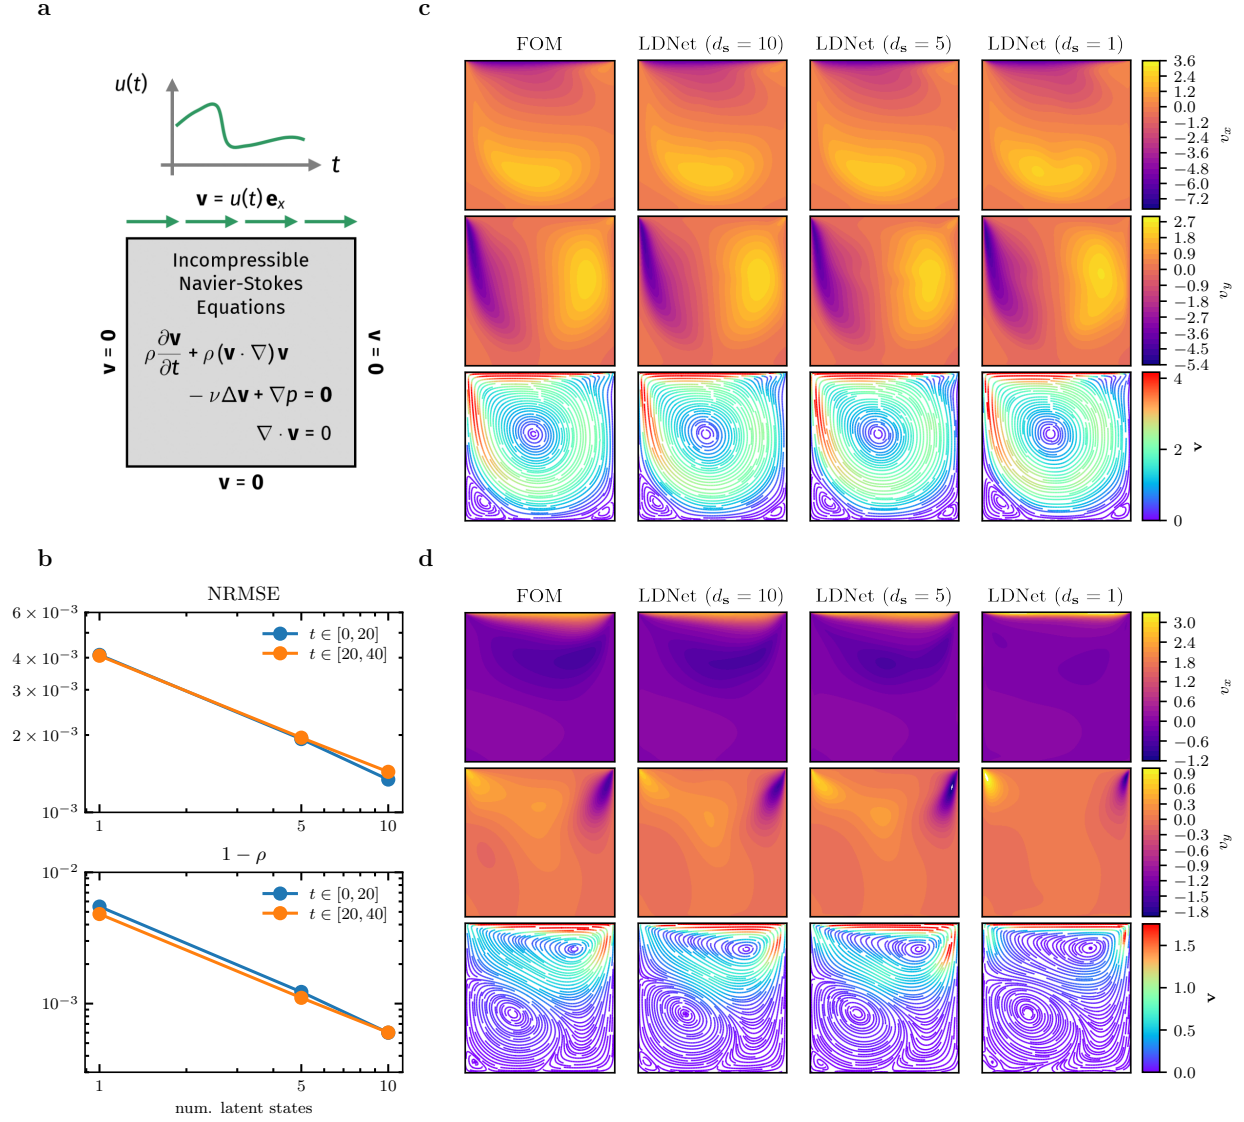 a
u(t)
t
v = u(t) e_x
Incompressible
Navier-Stokes
Equations
ρ ∂v/∂t + ρ (v · ∇) v
− ν Δv + ∇p = 0
∇ · v = 0
v = 0
v = 0
v = 0
b
NRMSE
6 × 10⁻³
4 × 10⁻³
3 × 10⁻³
2 × 10⁻³
10⁻³
t ∈ [0, 20]
t ∈ [20, 40]
1 5 10
1 − ρ
10⁻²
10⁻³
t ∈ [0, 20]
t ∈ [20, 40]
1 5 10
num. latent states
c
FOM LDNet (d_s = 10) LDNet (d_s = 5) LDNet (d_s = 1)
3.6
2.4
1.2
0.0
−1.2
−2.4
−3.6
−4.8
−6.0
−7.2
v_x
2.7
1.8
0.9
0.0
−0.9
−1.8
−2.7
−3.6
−4.5
−5.4
v_y
4
2
0
v
d
FOM LDNet (d_s = 10) LDNet (d_s = 5) LDNet (d_s = 1)
3.0
2.4
1.8
1.2
0.6
0.0
−0.6
−1.2
v_x
0.9
0.6
0.3
0.0
−0.3
−0.6
−0.9
−1.2
−1.5
−1.8
v_y
1.5
1.0
0.5
0.0
v